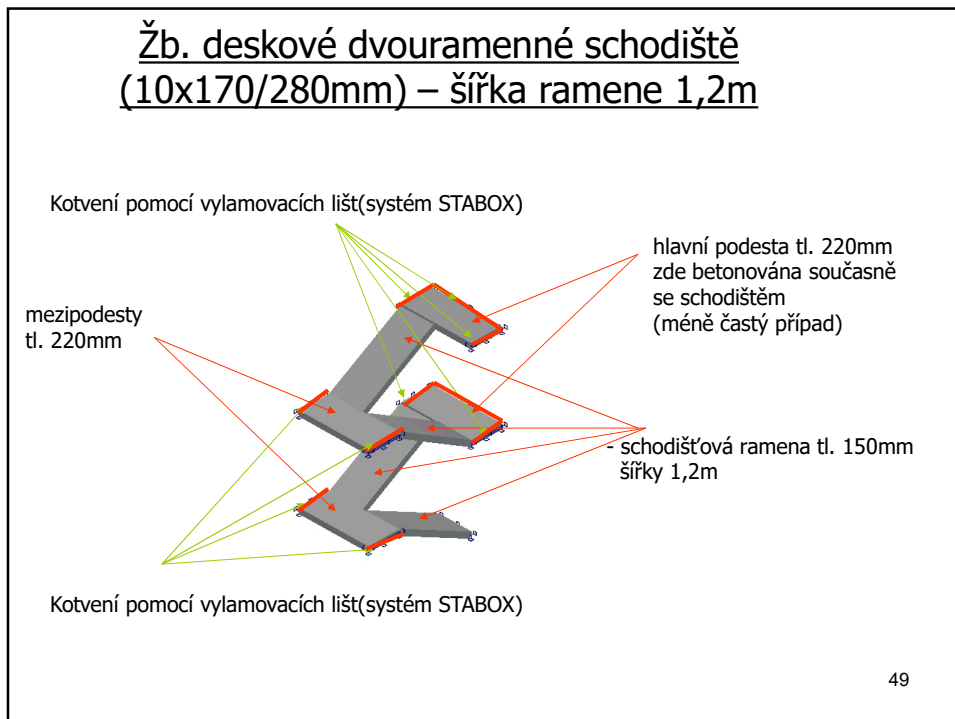 Žb. deskové dvouramenné schodiště
(10x170/280mm) – šířka ramene 1,2m
Kotvení pomocí vylamovacích lišt(systém STABOX)
hlavní podesta tl. 220mm
zde betonována současně
se schodištěm
(méně častý případ)
mezipodesty
tl. 220mm
- schodišťová ramena tl. 150mm
šířky 1,2m
Kotvení pomocí vylamovacích lišt(systém STABOX)
49